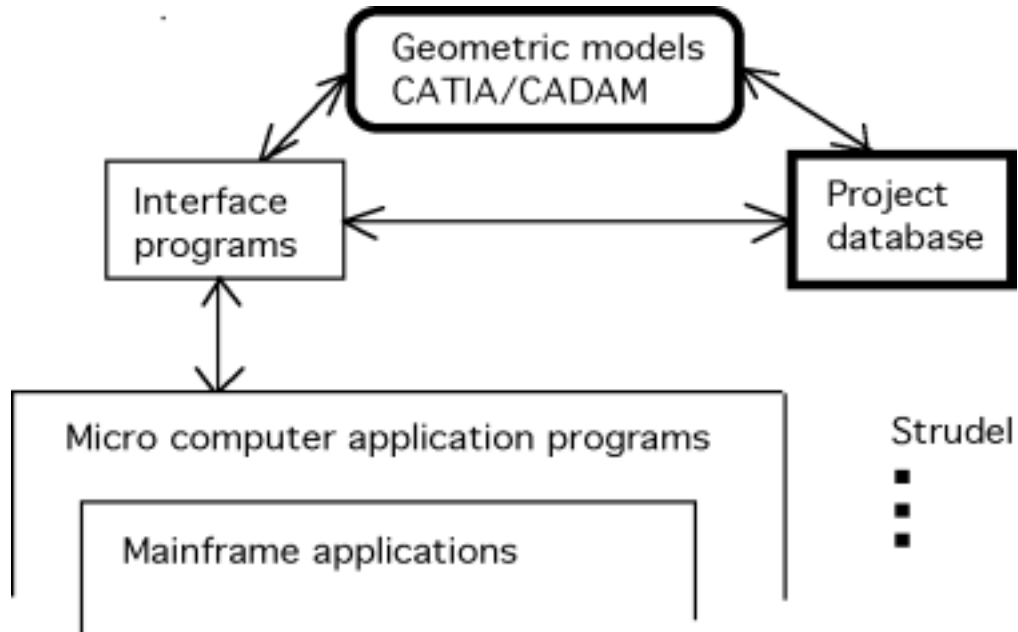 Geometric models
CATIA/CADAM
Interface
programs
Project
database
Micro computer application programs
Strudel
Mainframe applications